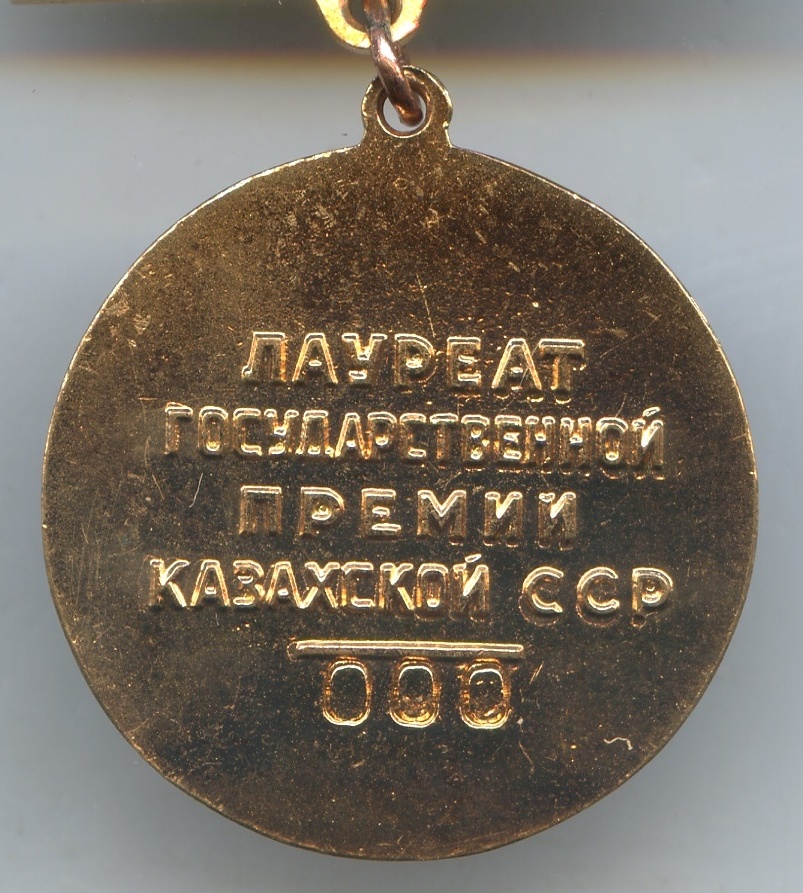 ЛАУРЕАТ
ГОСУДАРСТВЕННОЙ
ПРЕМИИ
КАЗАХСКОЙ ССР
000